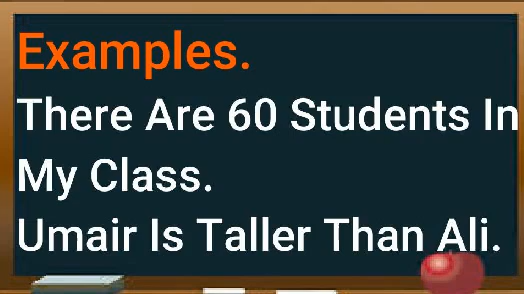 Examples.
There Are 60 Students In
My Class.
Umair Is Taller Than Ali.